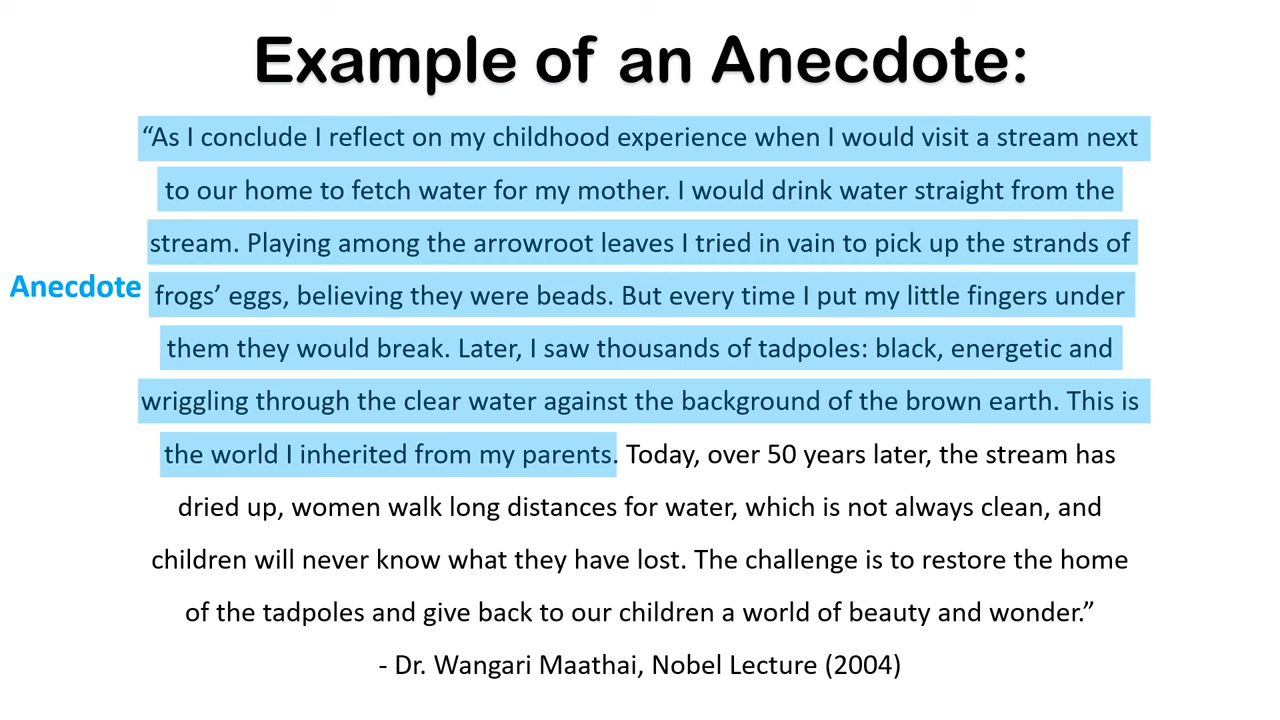 Example of an Anecdote:
“As I conclude I reflect on my childhood experience when I would visit a stream next
to our home to fetch water for my mother. I would drink water straight from the
stream. Playing among the arrowroot leaves I tried in vain to pick up the strands of
Anecdote
frogs’ eggs, believing they were beads. But every time I put my little fingers under
them they would break. Later, I saw thousands of tadpoles: black, energetic and
wriggling through the clear water against the background of the brown earth. This is
the world I inherited from my parents. Today, over 50 years later, the stream has
dried up, women walk long distances for water, which is not always clean, and
children will never know what they have lost. The challenge is to restore the home
of the tadpoles and give back to our children a world of beauty and wonder.”
- Dr. Wangari Maathai, Nobel Lecture (2004)